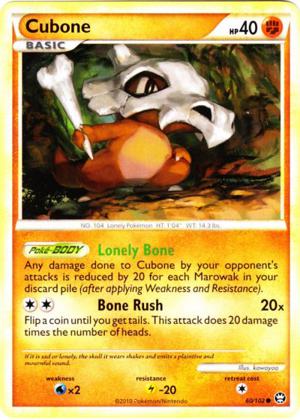 Cubone
HP 40
BASIC
NO. 104 Lonely Pokémon HT: 1'04" WT: 14.3 lbs.
Poké-BODY Lonely Bone
Any damage done to Cubone by your opponent's
attacks is reduced by 20 for each Marowak in your
discard pile (after applying Weakness and Resistance).
Bone Rush 20x
Flip a coin until you get tails. This attack does 20 damage
times the number of heads.
If it is sad or lonely, the skull it wears shakes and emits a plaintive and
mournful sound.
weakness resistance retreat cost
×2 -20
©2010 Pokémon/Nintendo
60/102